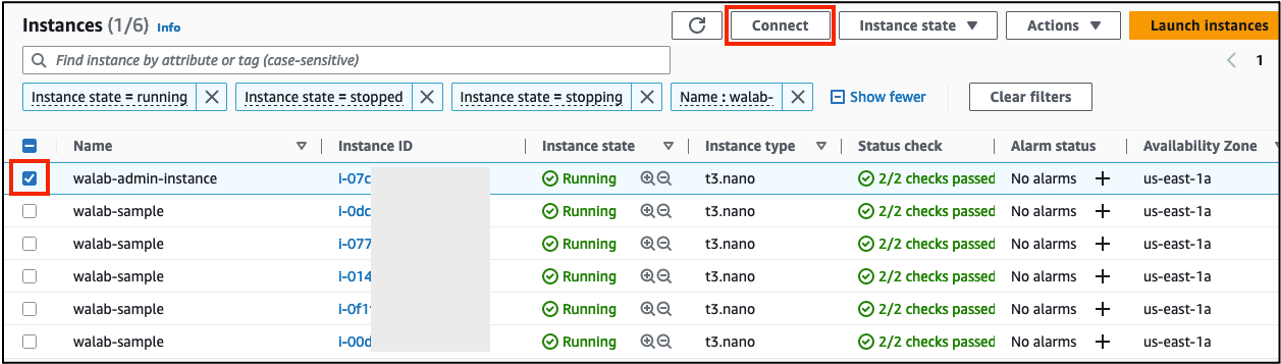 Instances (1/6) Info Connect Instance state Actions Launch instances
Find instance by attribute or tag (case-sensitive) 1
Instance state = running Instance state = stopped Instance state = stopping Name : walab- Show fewer Clear filters
Name Instance ID Instance state Instance type Status check Alarm status Availability Zone
walab-admin-instance i-07c Running t3.nano 2/2 checks passed No alarms + us-east-1a
walab-sample i-0dc Running t3.nano 2/2 checks passed No alarms + us-east-1a
walab-sample i-077 Running t3.nano 2/2 checks passed No alarms + us-east-1a
walab-sample i-014 Running t3.nano 2/2 checks passed No alarms + us-east-1a
walab-sample i-0f1 Running t3.nano 2/2 checks passed No alarms + us-east-1a
walab-sample i-00d Running t3.nano 2/2 checks passed No alarms + us-east-1a